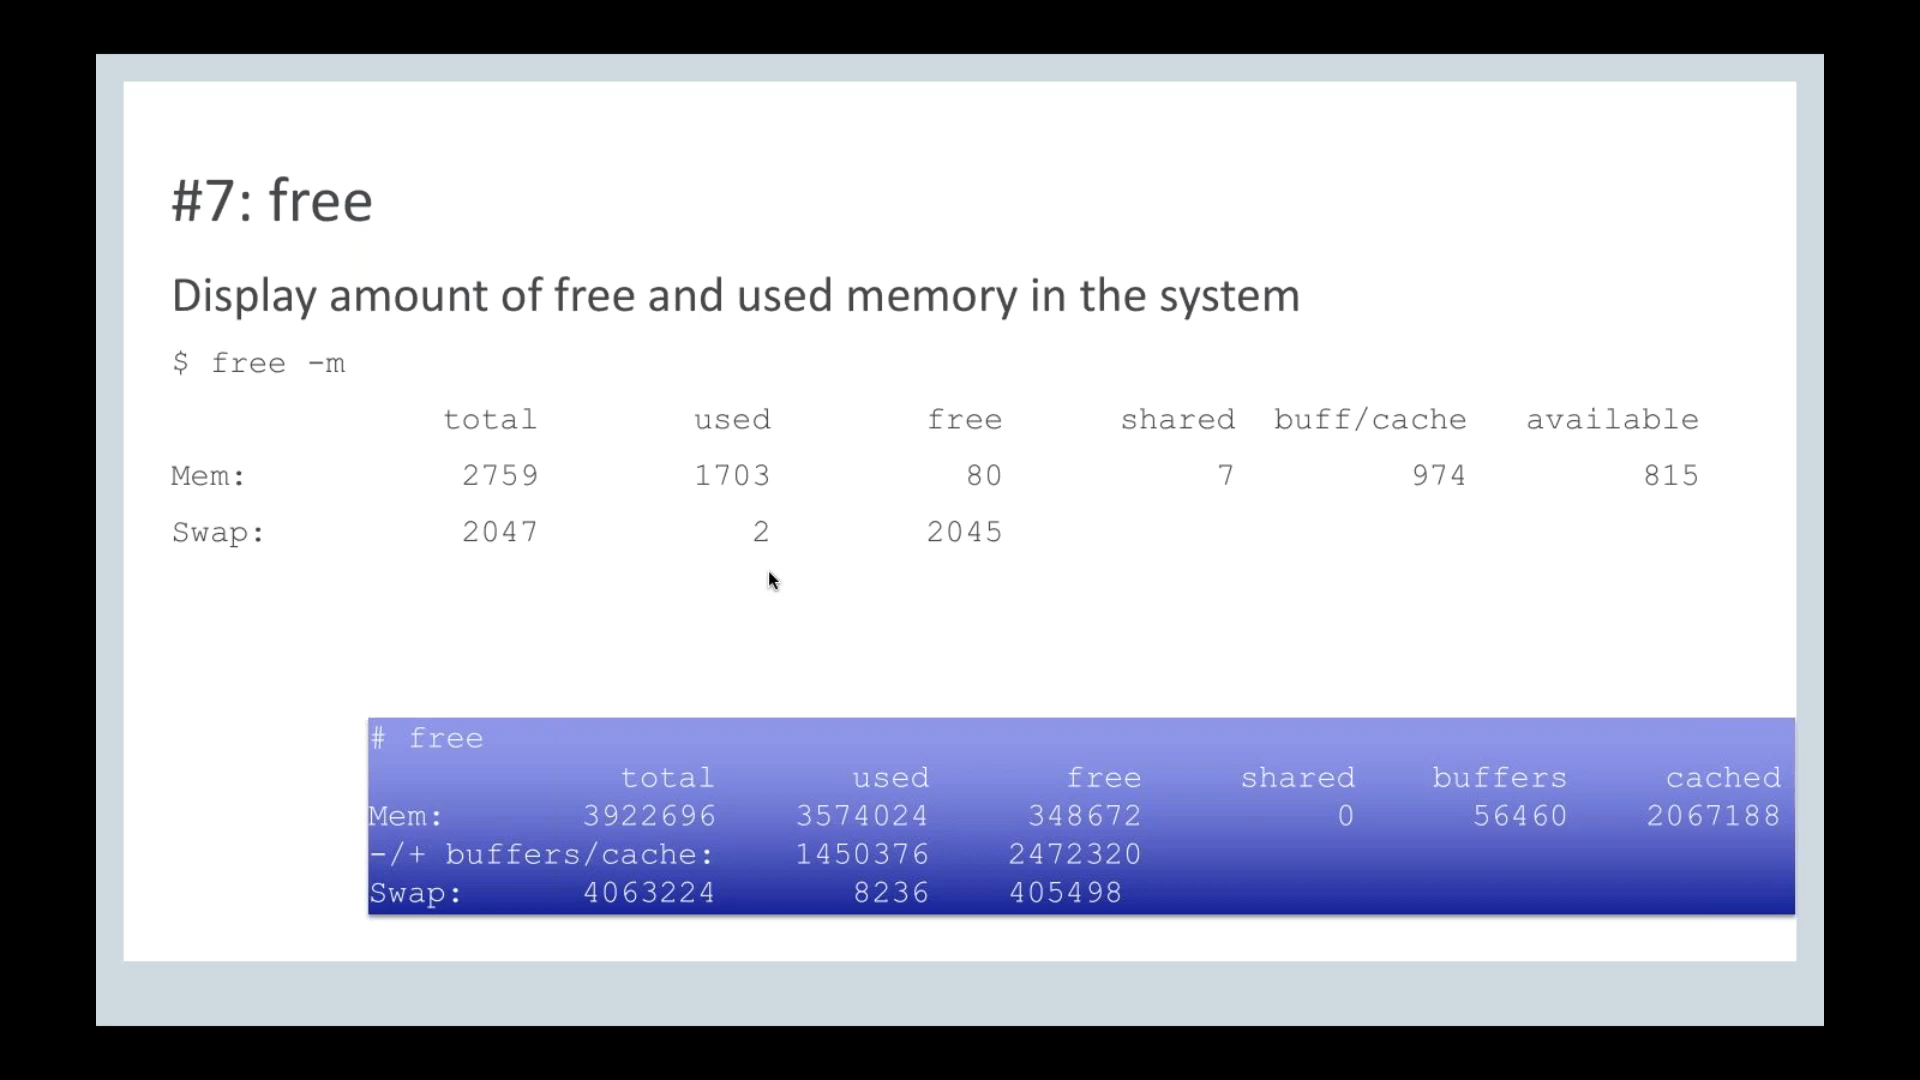 #7: free
Display amount of free and used memory in the system
$ free -m
total used free shared buff/cache available
Mem: 2759 1703 80 7 974 815
Swap: 2047 2 2045
# free
total used free shared buffers cached
Mem: 3922696 3574024 348672 0 56460 2067188
-/+ buffers/cache: 1450376 2472320
Swap: 4063224 8236 405498